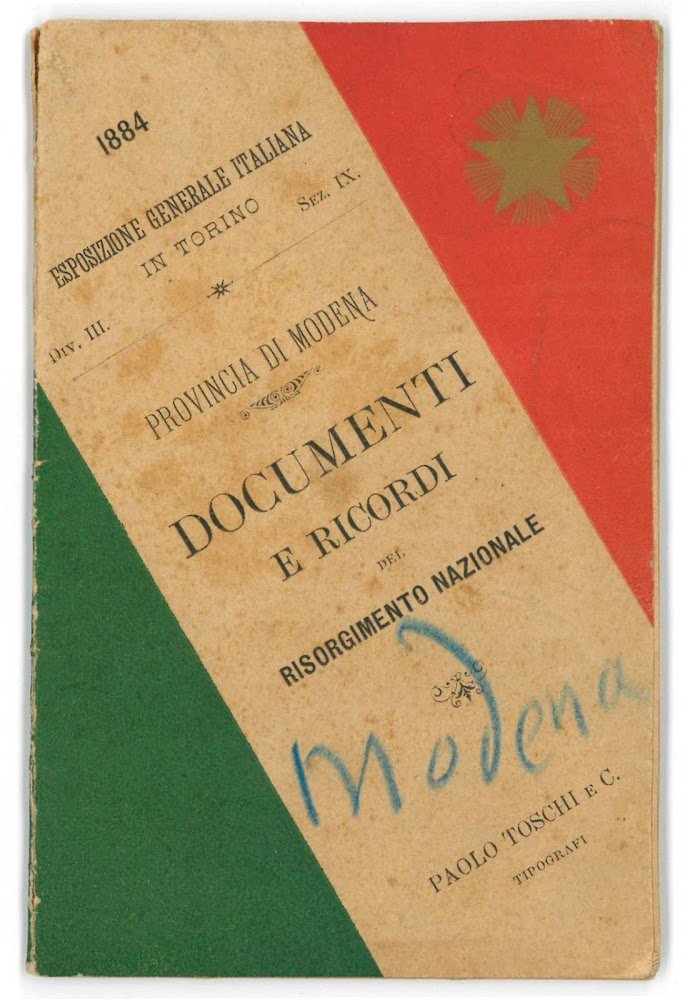 1884
ESPOSIZIONE GENERALE ITALIANA
IN TORINO
DIV. III.
SEZ. IX.
PROVINCIA DI MODENA
DOCUMENTI
E RICORDI
DEL
RISORGIMENTO NAZIONALE
Modena
PAOLO TOSCHI E C.
TIPOGRAFI